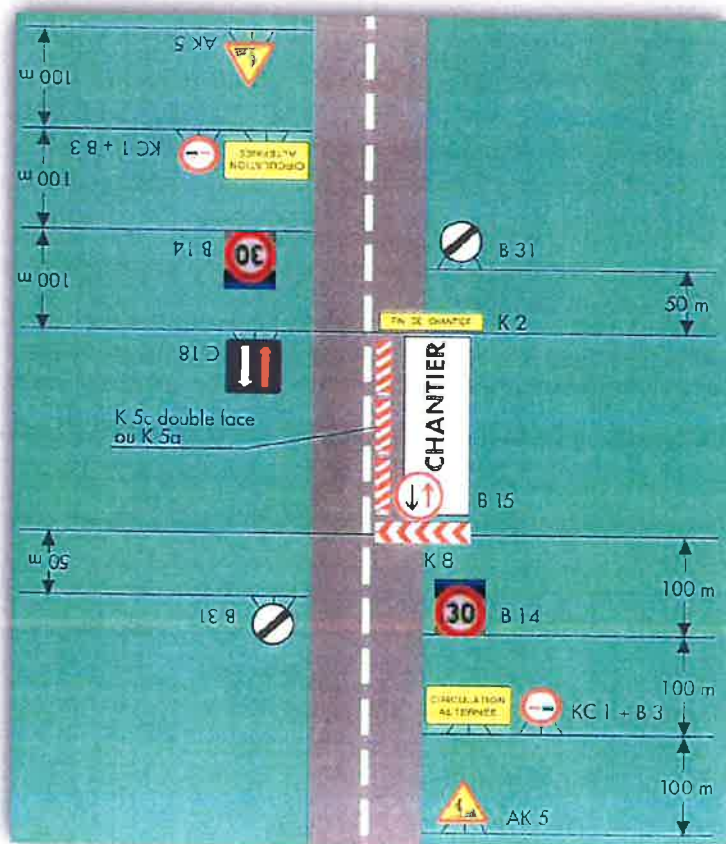 AK 5
100 m
KC 1 + B 3
CIRCULATION
ALTERNÉE
100 m
B 14
30
100 m
B 31
50 m
FIN DE CHANTIER
K 2
C 18
CHANTIER
K 5c double face
ou K 5a
B 15
50 m
K 8
100 m
B 31
30
B 14
100 m
CIRCULATION
ALTERNÉE
KC 1 + B 3
100 m
AK 5